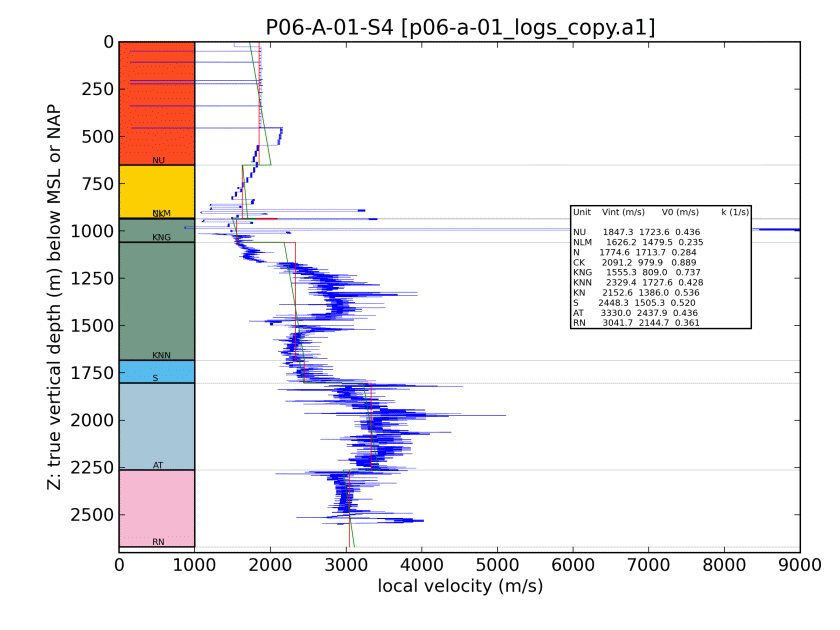 P06-A-01-S4 [p06-a-01_logs_copy.a1]
Z: true vertical depth (m) below MSL or NAP
0
250
500
750
1000
1250
1500
1750
2000
2250
2500
NU
NLM
KNG
KNN
S
AT
RN
Unit Vint (m/s) V0 (m/s) k (1/s)
NU 1847.3 1723.6 0.436
NLM 1626.2 1479.5 0.235
N 1774.6 1713.7 0.284
CK 2091.2 979.9 0.889
KNG 1555.3 809.0 0.737
KNN 2329.4 1727.6 0.428
KN 2152.6 1386.0 0.536
S 2448.3 1505.3 0.520
AT 3330.0 2437.9 0.436
RN 3041.7 2144.7 0.361
0 1000 2000 3000 4000 5000 6000 7000 8000 9000
local velocity (m/s)